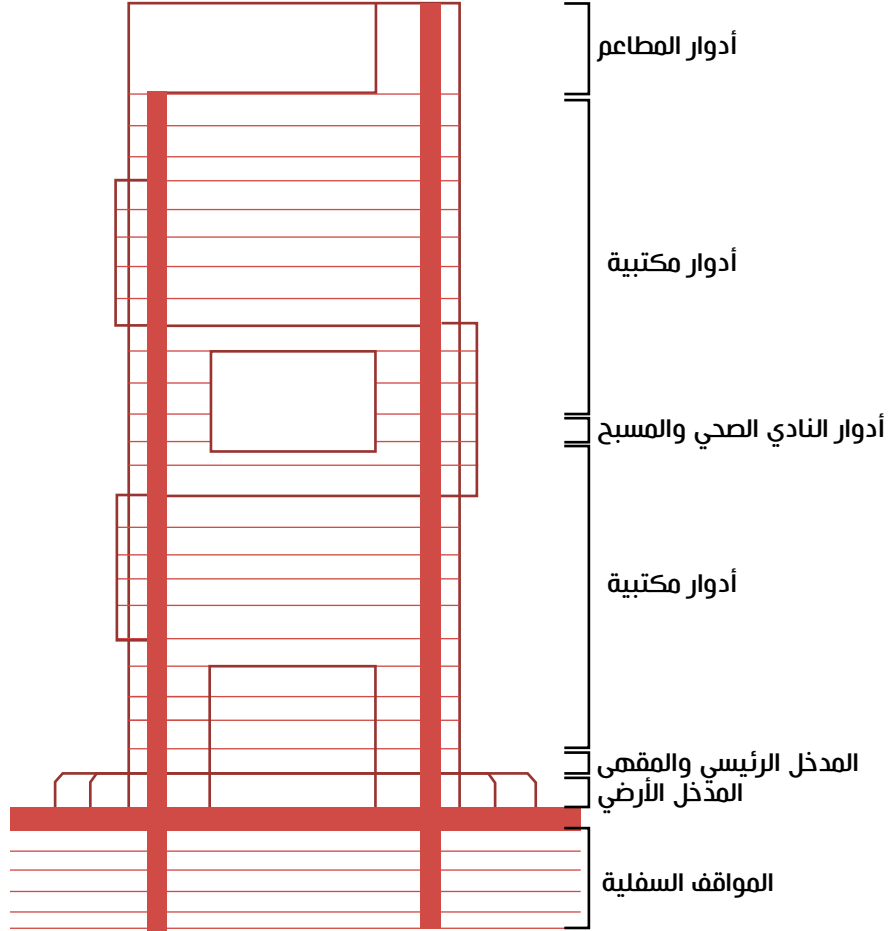 أدوار المطاعم
أدوار مكتبية
أدوار النادي الصحي والمسبح
أدوار مكتبية
المدخل الرئيسي والمقهى
المدخل الأرضي
المواقف السفلية